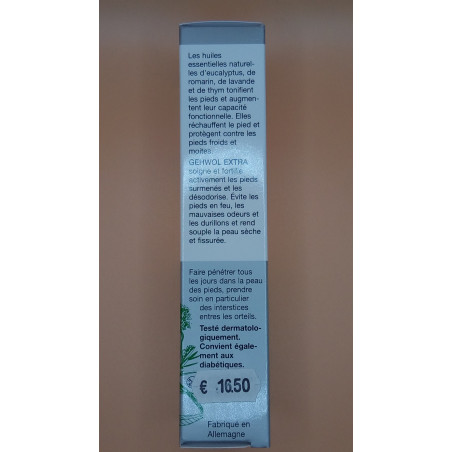 Les huiles
essentielles naturel-
les d'eucalyptus, de
romarin, de lavande
et de thym tonifient
les pieds et augmen-
tent leur capacité
fonctionnelle. Elles
réchauffent le pied et
protègent contre les
pieds froids et
moites.
GEHWOL EXTRA
soigne et fortifie
activement les pieds
surmenés et les
désodorise. Évite les
pieds en feu, les
mauvaises odeurs et
les durillons et rend
souple la peau sèche
et fissurée.
Faire pénétrer tous
les jours dans la peau
des pieds, prendre
soin en particulier
des interstices
entres les orteils.
Testé dermatolo-
giquement.
Convient égale-
ment aux
diabétiques.
€ 16.50
Fabriqué en
Allemagne